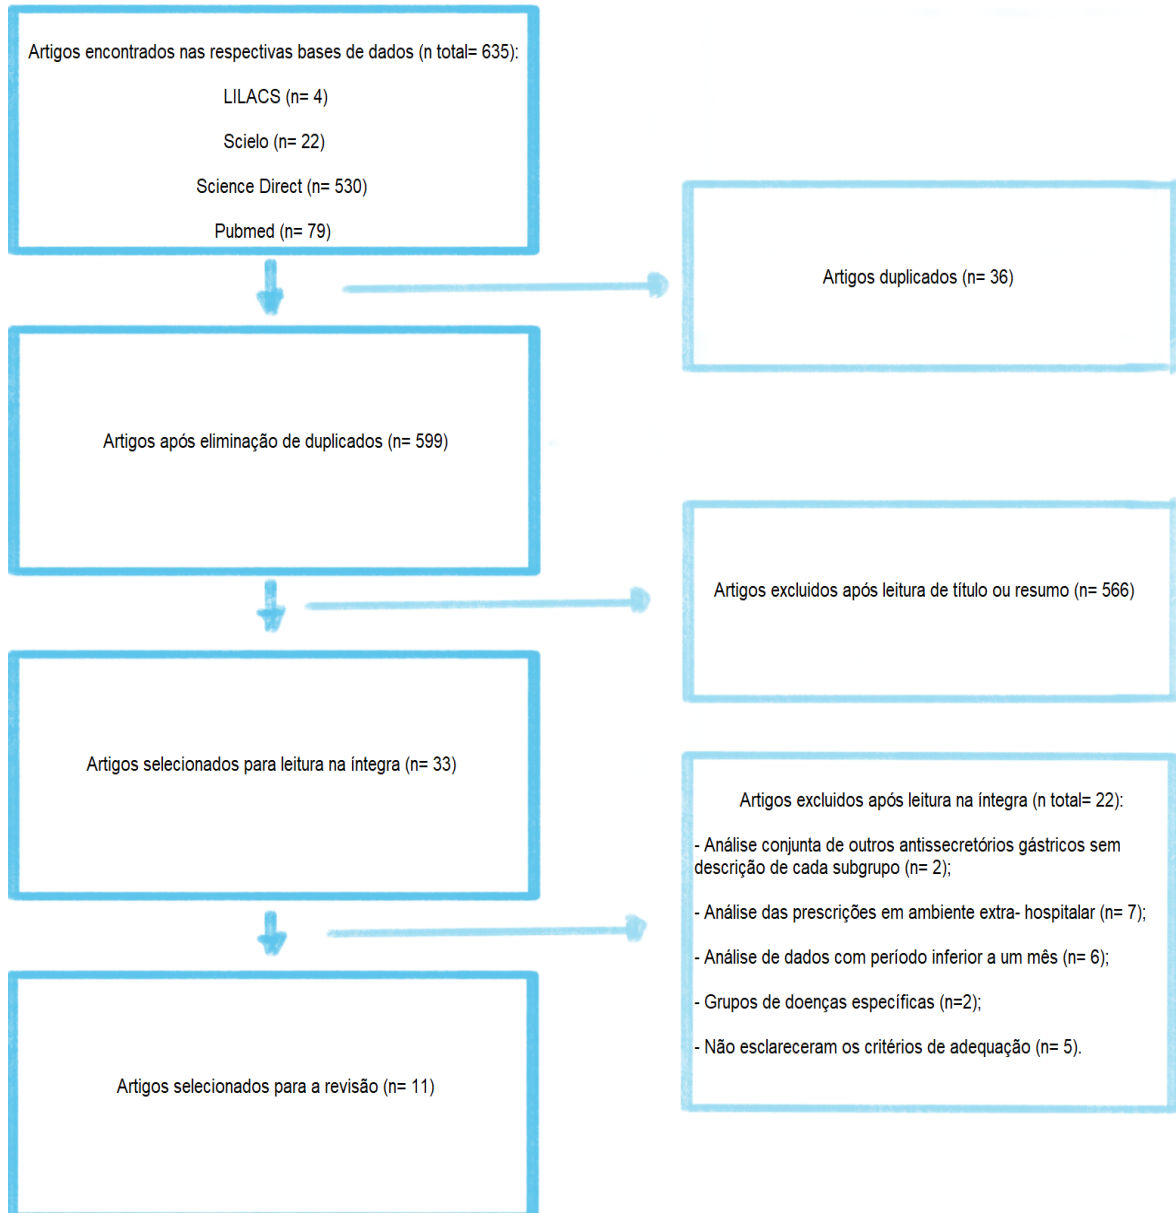 Artigos encontrados nas respectivas bases de dados (n total= 635):
LILACS (n= 4)
Scielo (n= 22)
Science Direct (n= 530)
Pubmed (n= 79)
Artigos duplicados (n= 36)
Artigos após eliminação de duplicados (n= 599)
Artigos excluidos após leitura de título ou resumo (n= 566)
Artigos selecionados para leitura na íntegra (n= 33)
Artigos excluidos após leitura na íntegra (n total= 22):
- Análise conjunta de outros antissecretórios gástricos sem
descrição de cada subgrupo (n= 2);
- Análise das prescrições em ambiente extra- hospitalar (n= 7);
- Análise de dados com período inferior a um mês (n= 6);
- Grupos de doenças específicas (n=2);
- Não esclareceram os critérios de adequação (n= 5).
Artigos selecionados para a revisão (n= 11)